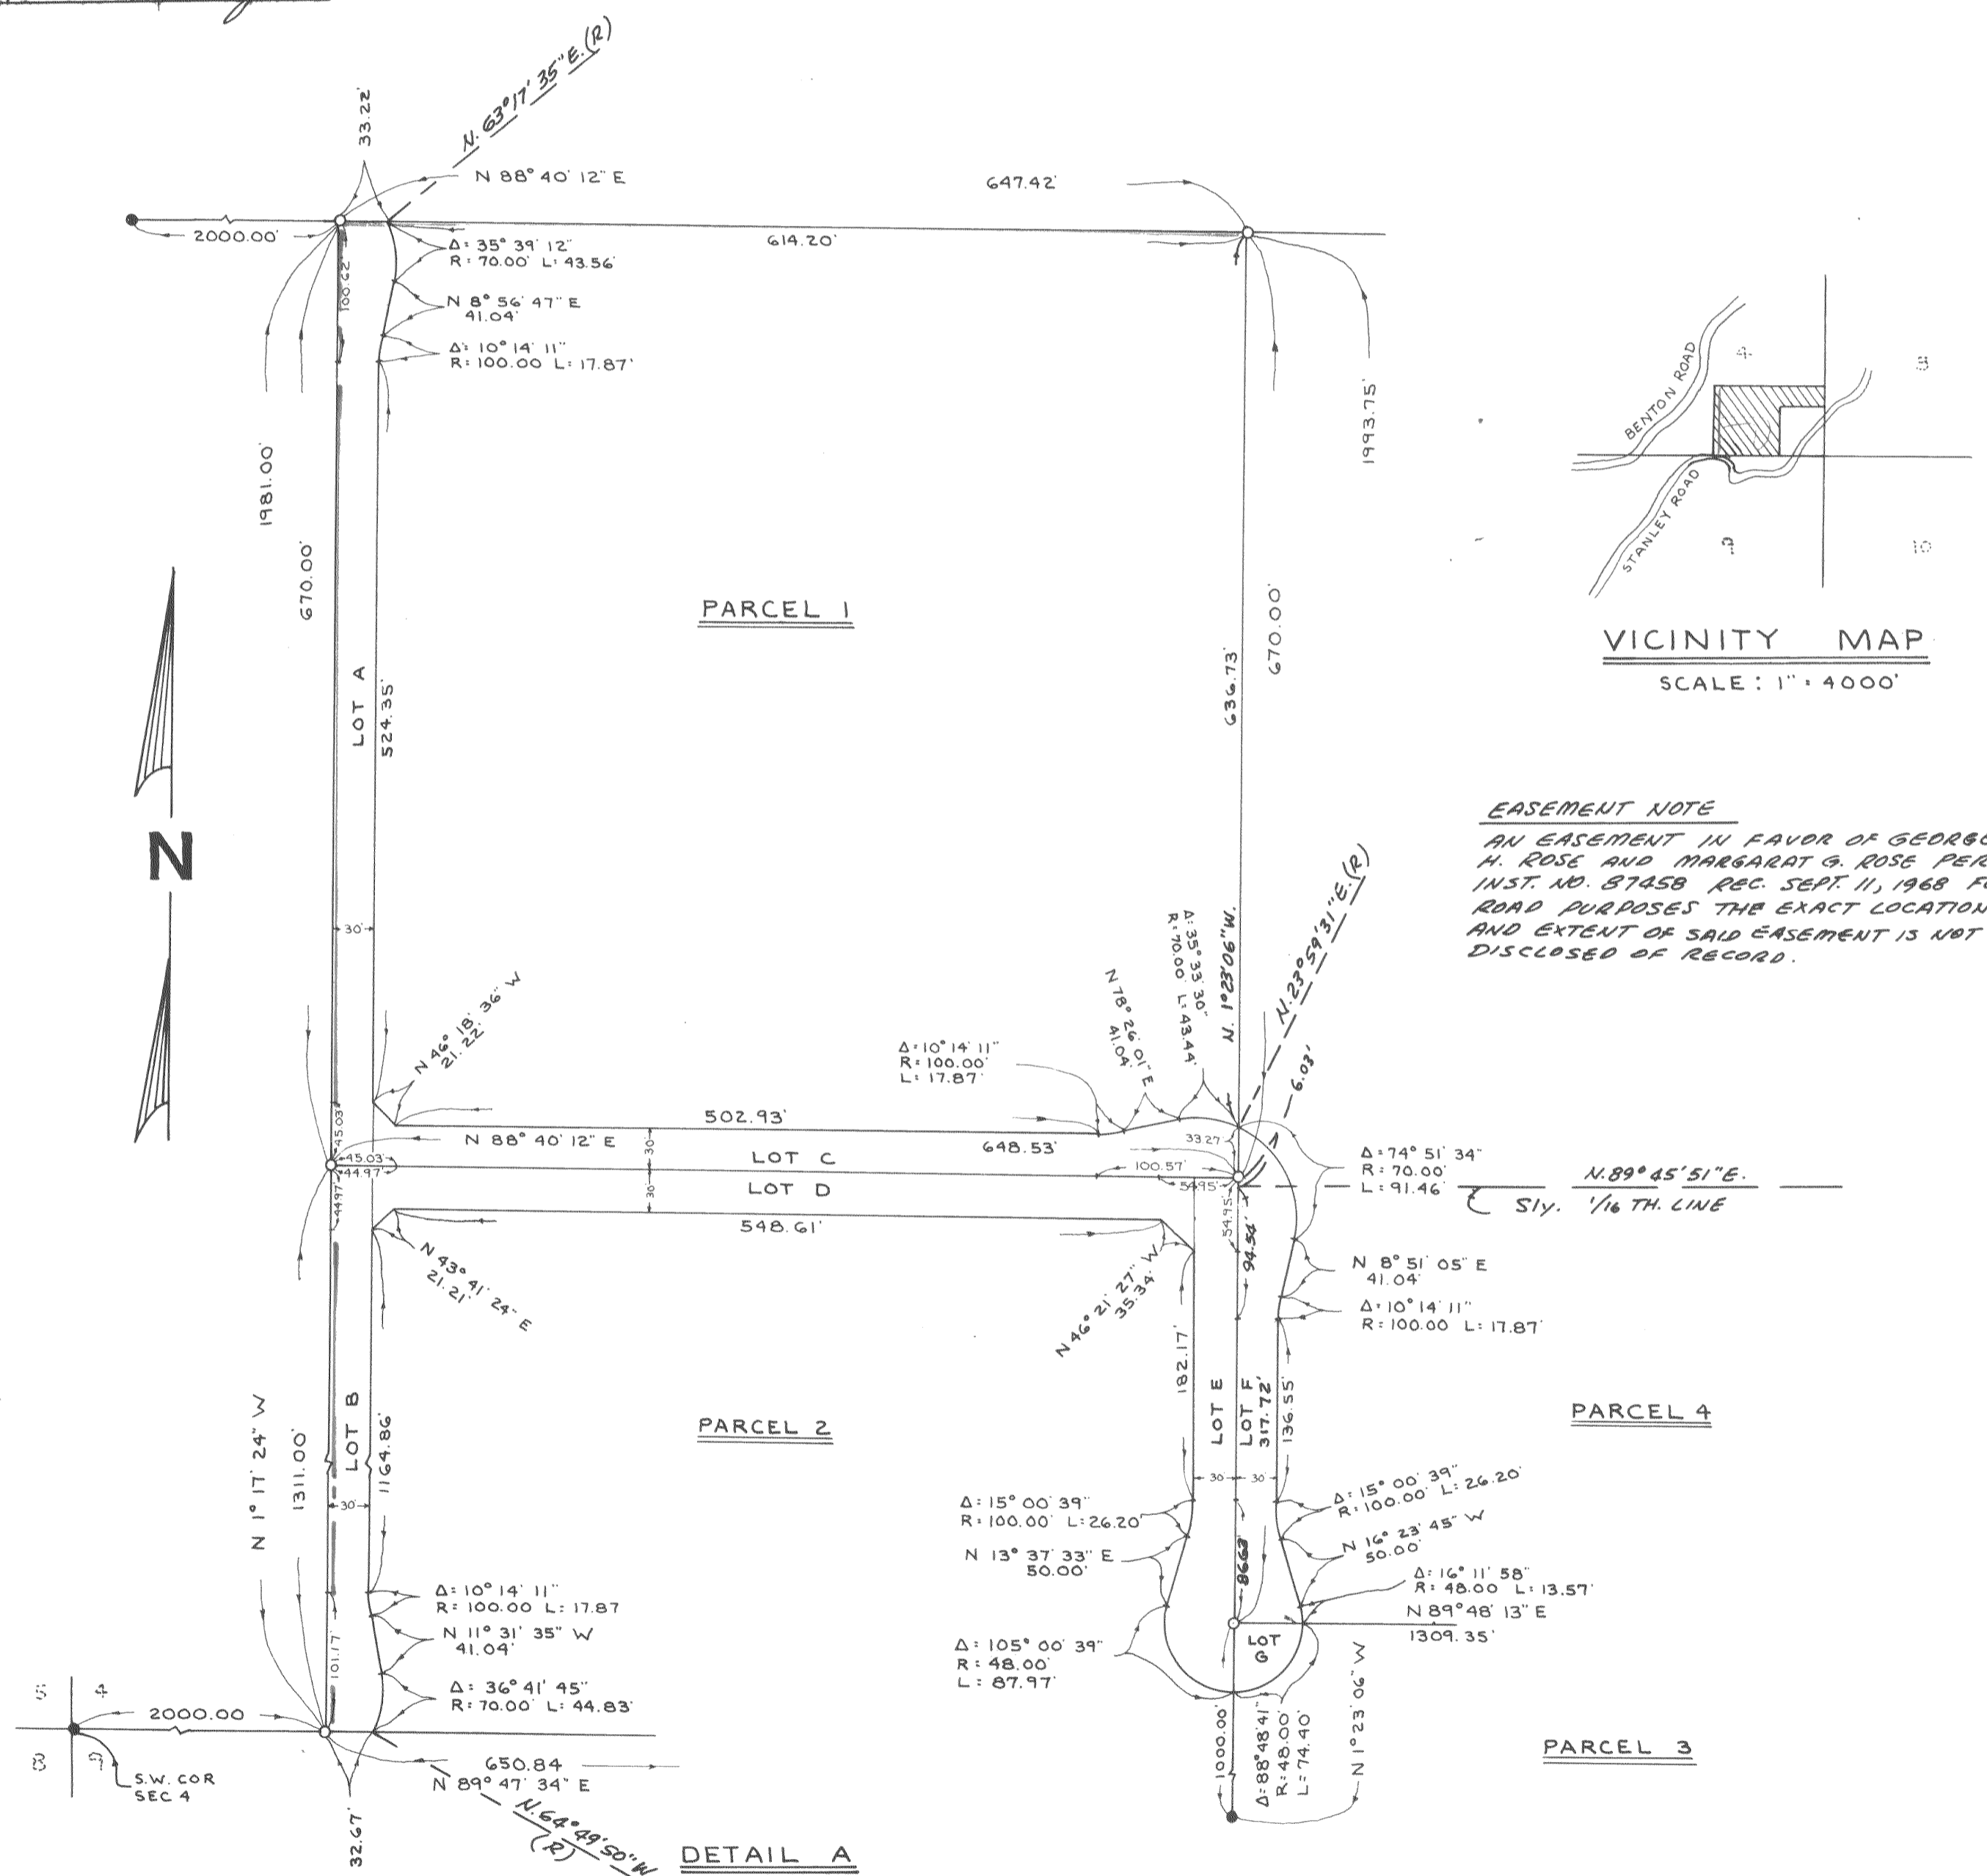 N. 63° 17' 35" E. (R)
33.22'
N 88° 40' 12" E
647.42'
2000.00'
614.20'
Δ: 35° 39' 12"
R: 70.00' L: 43.56'
100.62
N 8° 56' 47" E
41.04'
Δ: 10° 14' 11"
R: 100.00 L: 17.87'
1981.00'
670.00'
1993.75'
LOT A
524.35'
PARCEL 1
636.73'
670.00'
BENTON ROAD
STANLEY ROAD
4
3
9
10
VICINITY MAP
SCALE: 1" = 4000'
N
30'
EASEMENT NOTE
AN EASEMENT IN FAVOR OF GEORGE
H. ROSE AND MARGARAT G. ROSE PER
INST. NO. 87458 REC. SEPT. 11, 1968
ROAD PURPOSES THE EXACT LOCATION
AND EXTENT OF SAID EASEMENT IS NOT
DISCLOSED OF RECORD.
N 46° 18' 36" W
21.22'
Δ: 10° 14' 11"
R: 100.00'
L: 17.87'
N 78° 26' 01" E
41.04'
Δ: 35° 33' 30"
R: 70.00' L: 43.44'
N. 1° 23' 06" W.
N. 23° 59' 31" E. (R)
6.03'
502.93'
45.03'
N 88° 40' 12" E
30'
648.53'
33.27
45.03'
44.97'
LOT C
100.57'
Δ: 74° 51' 34"
R: 70.00'
L: 91.46'
44.97'
30'
LOT D
54.95'
54.95'
94.54'
N. 89° 45' 51" E.
Sly. 1/16 TH. LINE
548.61'
N 43° 41' 24" E
21.21'
N 46° 21' 27" W
35.34'
N 8° 51' 05" E
41.04'
Δ: 10° 14' 11"
R: 100.00 L: 17.87'
182.17'
LOT E
LOT F
317.72'
136.55'
N 1° 17' 24" W
1311.00'
LOT B
1164.86'
PARCEL 2
PARCEL 4
30'
30
30'
Δ: 15° 00' 39"
R: 100.00' L: 26.20'
Δ: 15° 00' 39"
R: 100.00' L: 26.20'
N 13° 37' 33" E
50.00'
86.63'
N 16° 23' 45" W
50.00'
Δ: 10° 14' 11"
R: 100.00 L: 17.87
Δ: 16° 11' 58"
R: 48.00 L: 13.57'
N 11° 31' 35" W
41.04'
N 89° 48' 13" E
1309.35'
101.17'
Δ: 105° 00' 39"
R: 48.00'
L: 87.97'
LOT
G
Δ: 36° 41' 45"
R: 70.00' L: 44.83'
5
4
8
9
2000.00
S.W. COR
SEC 4
650.84
N 89° 47' 34" E
32.67'
N. 64° 49' 50" W
(R)
1000.00'
Δ: 88° 48' 41"
R: 48.00'
L: 74.40'
N 1° 23' 06" W
PARCEL 3
DETAIL A